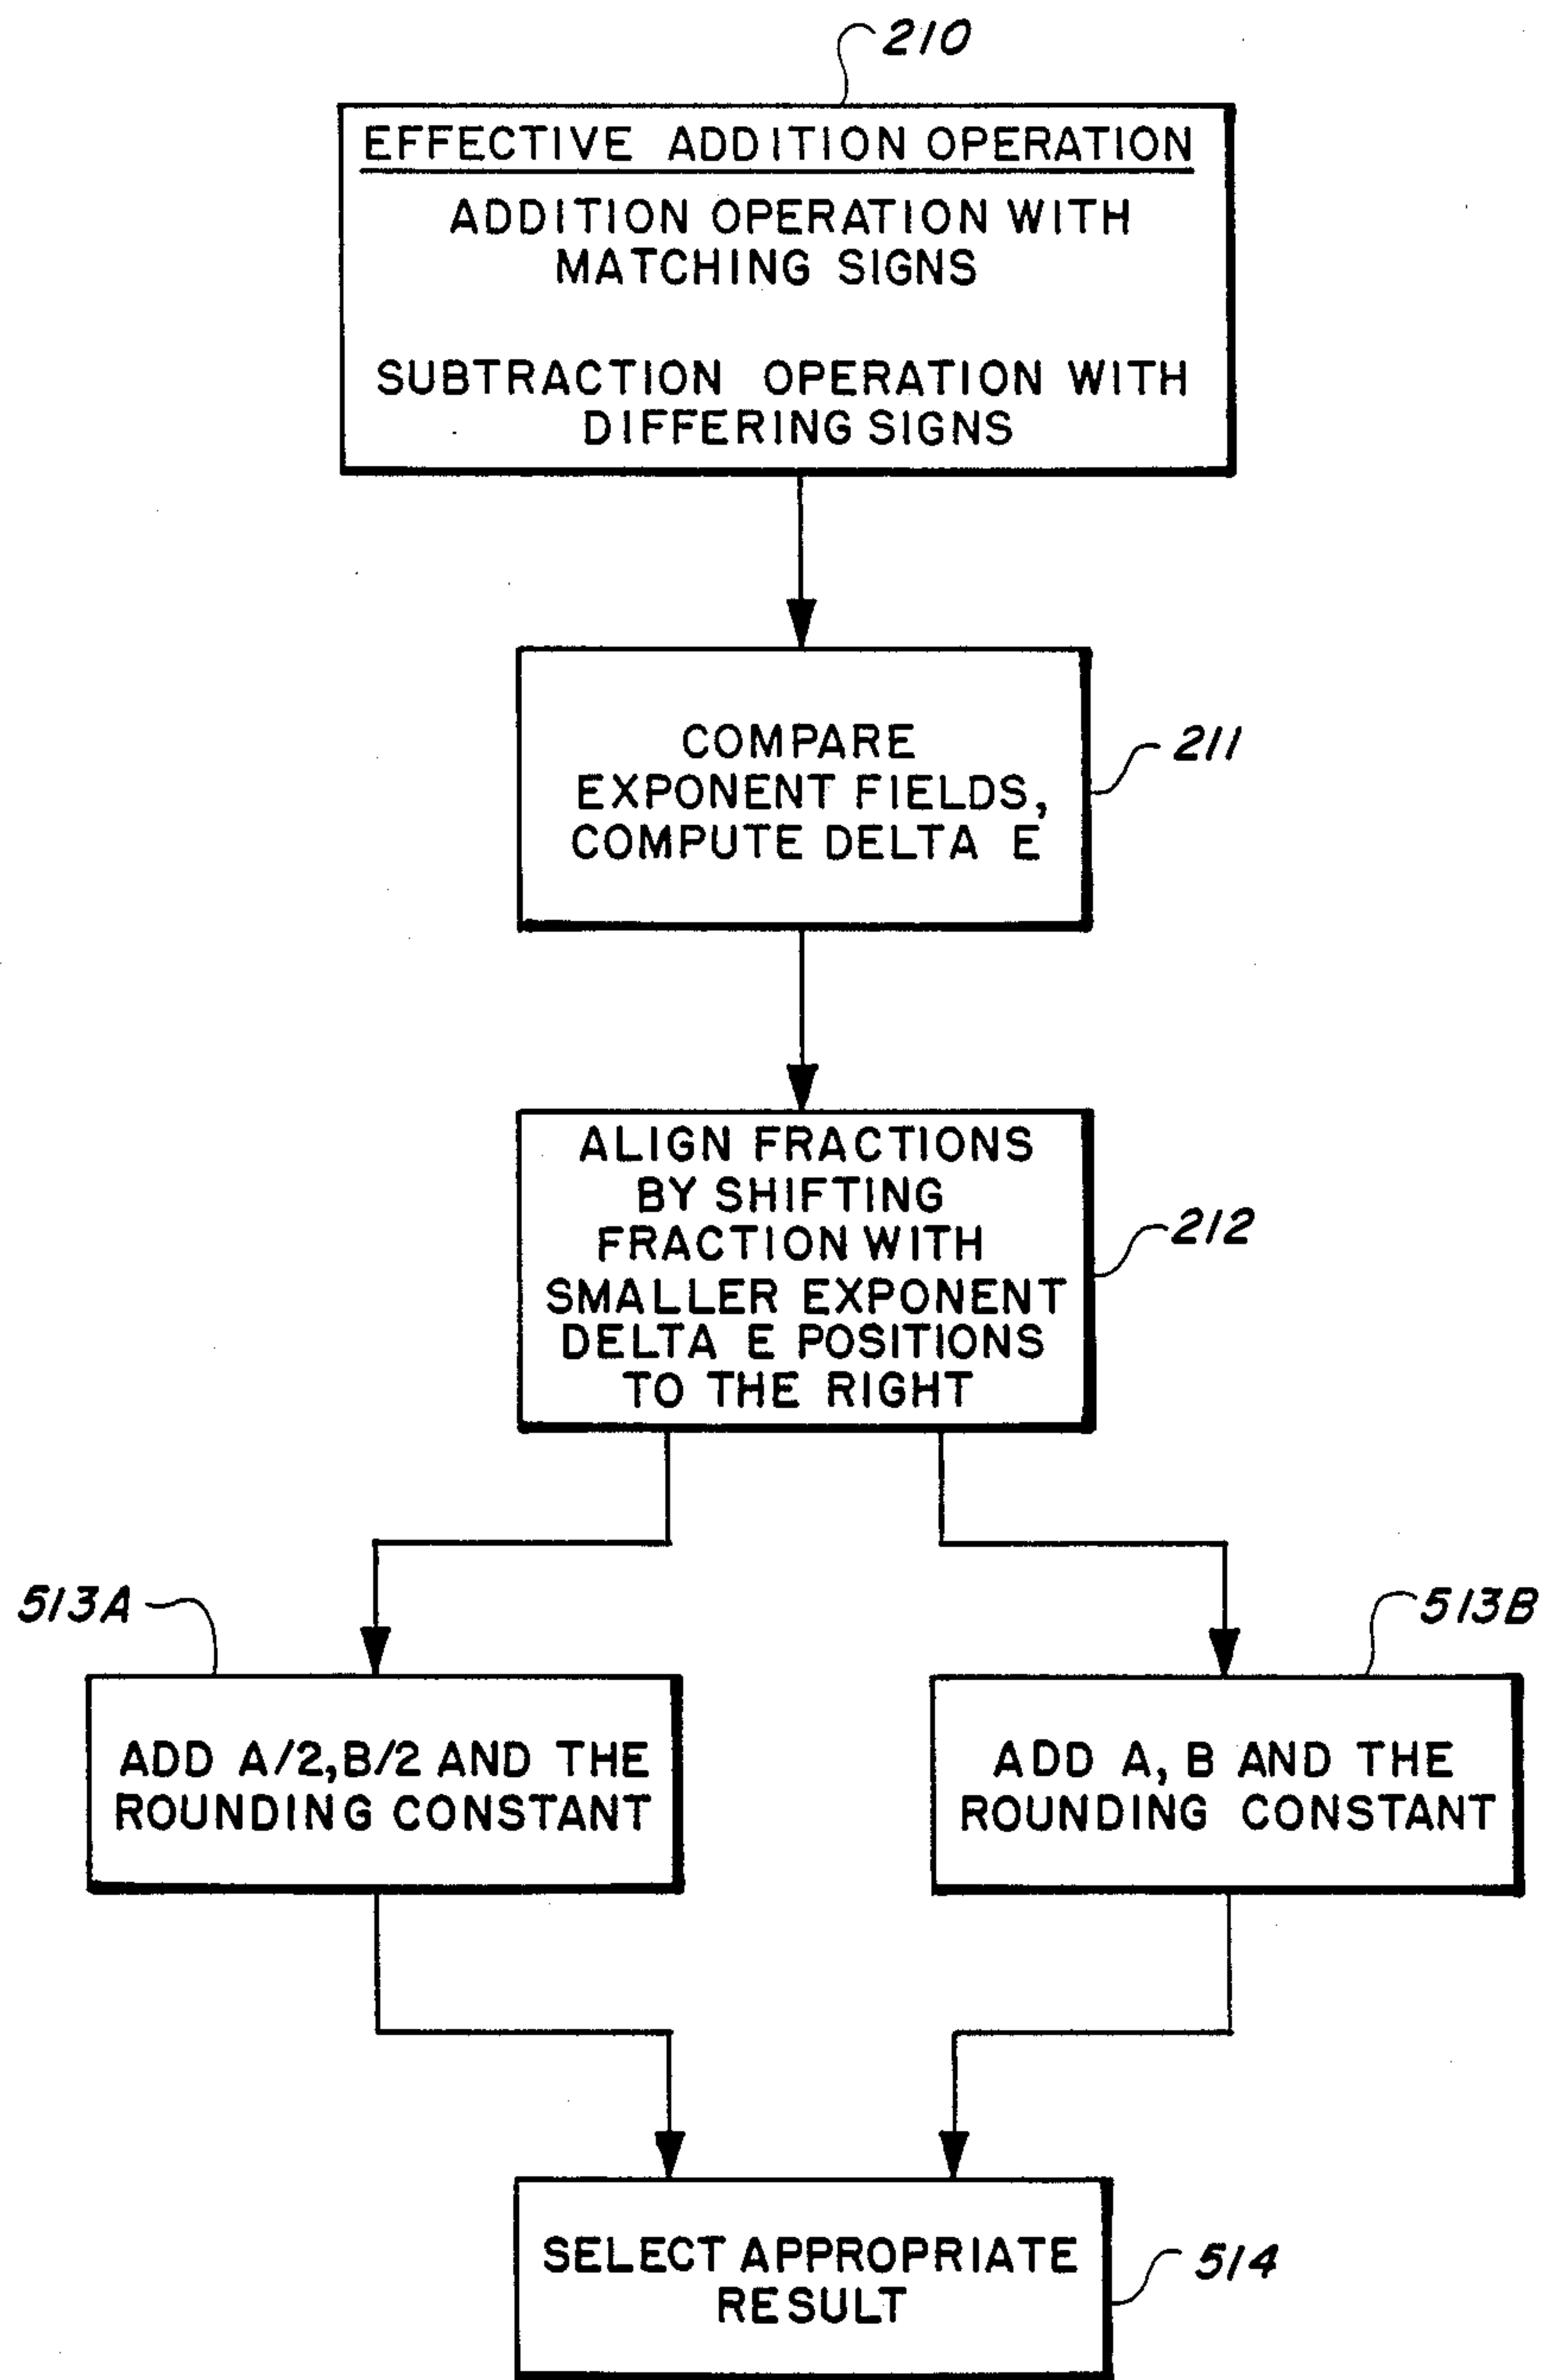 210
EFFECTIVE ADDITION OPERATION
ADDITION OPERATION WITH
MATCHING SIGNS
SUBTRACTION OPERATION WITH
DIFFERING SIGNS
COMPARE
EXPONENT FIELDS,
COMPUTE DELTA E
211
ALIGN FRACTIONS
BY SHIFTING
FRACTION WITH
SMALLER EXPONENT
DELTA E POSITIONS
TO THE RIGHT
212
513A
513B
ADD A/2, B/2 AND THE
ROUNDING CONSTANT
ADD A, B AND THE
ROUNDING CONSTANT
SELECT APPROPRIATE
RESULT
514